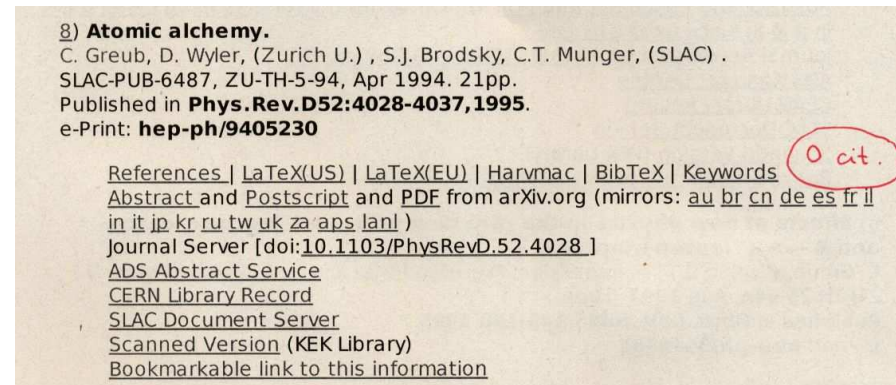 8) Atomic alchemy.
C. Greub, D. Wyler, (Zurich U.) , S.J. Brodsky, C.T. Munger, (SLAC) .
SLAC-PUB-6487, ZU-TH-5-94, Apr 1994. 21pp.
Published in Phys.Rev.D52:4028-4037,1995.
e-Print: hep-ph/9405230
0 cit.
References | LaTeX(US) | LaTeX(EU) | Harvmac | BibTeX | Keywords
Abstract and Postscript and PDF from arXiv.org (mirrors: au br cn de es fr il
in it jp kr ru tw uk za aps lanl )
Journal Server [doi:10.1103/PhysRevD.52.4028 ]
ADS Abstract Service
CERN Library Record
SLAC Document Server
Scanned Version (KEK Library)
Bookmarkable link to this information